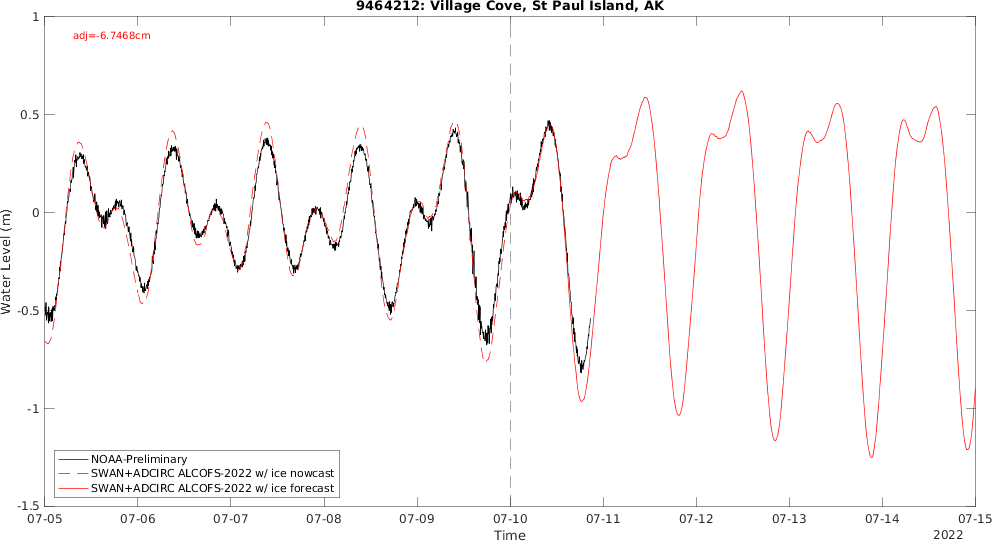 9464212: Village Cove, St Paul Island, AK
adj=-6.7468cm
Water Level (m)
1
0.5
0
-0.5
-1
-1.5
NOAA-Preliminary
SWAN+ADCIRC ALCOFS-2022 w/ ice nowcast
SWAN+ADCIRC ALCOFS-2022 w/ ice forecast
07-05 07-06 07-07 07-08 07-09 07-10 07-11 07-12 07-13 07-14 07-15
Time
2022